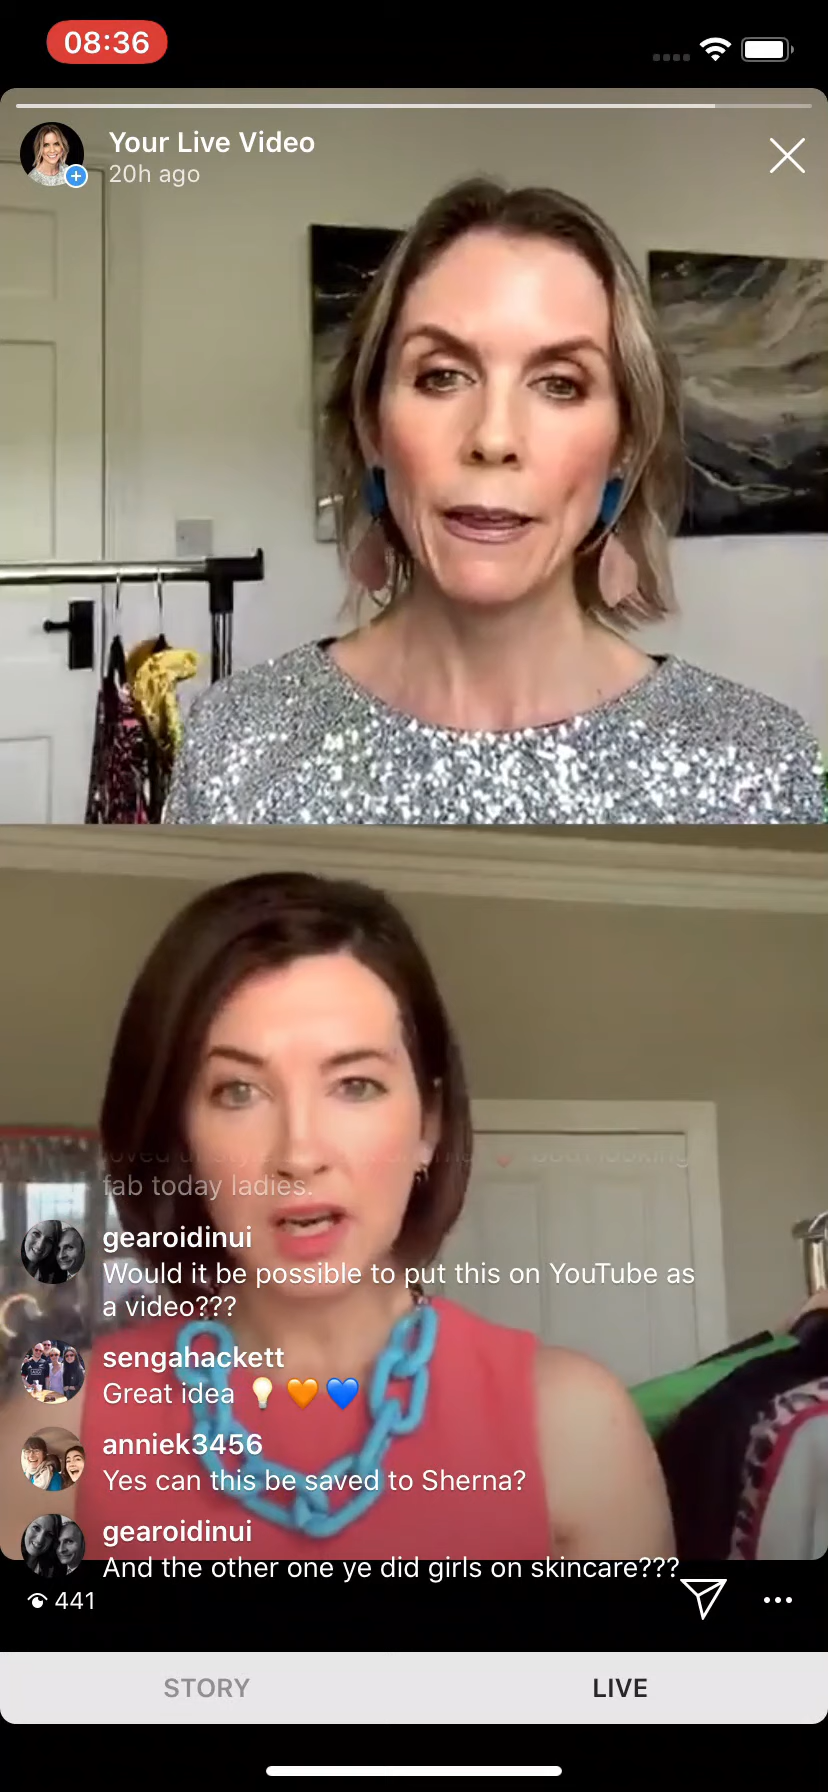 08:36
Your Live Video
20h ago
fab today ladies.
gearoidinui
Would it be possible to put this on YouTube as
a video???
sengahackett
Great idea 💡 🧡 💙
anniek3456
Yes can this be saved to Sherna?
gearoidinui
And the other one ye did girls on skincare???
441
STORY
LIVE